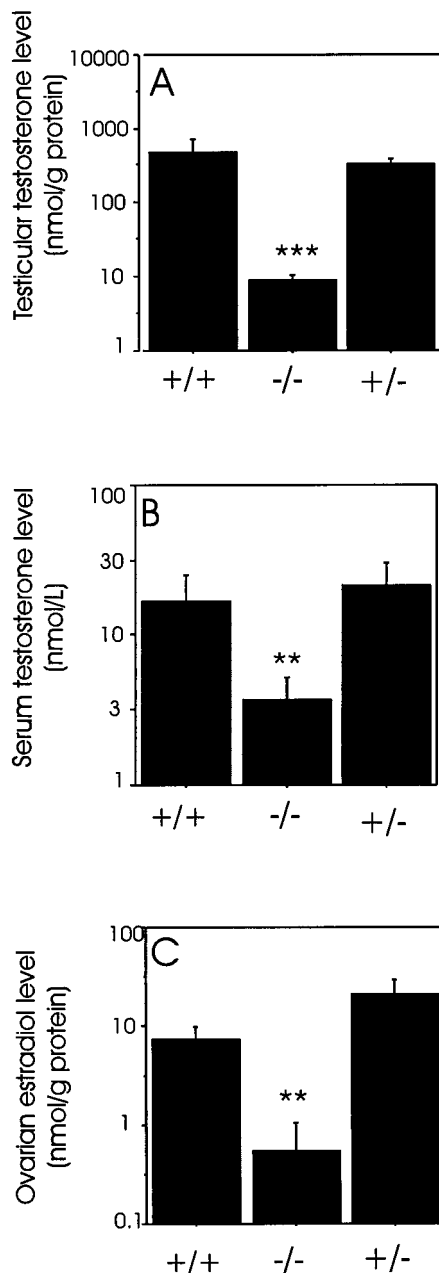 A
Testicular testosterone level
(nmol/g protein)
10000
1000
100
10
1
***
+/+ -/- +/-
B
Serum testosterone level
(nmol/L)
100
30
10
3
1
**
+/+ -/- +/-
C
Ovarian estradiol level
(nmol/g protein)
100
10
1
0.1
**
+/+ -/- +/-